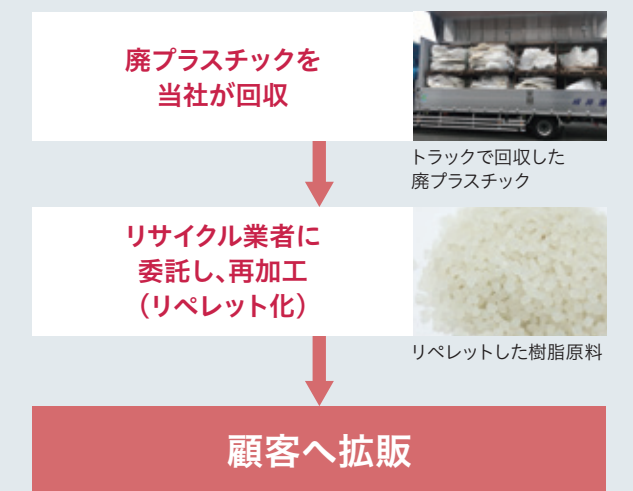 廃プラスチックを
当社が回収
トラックで回収した
廃プラスチック
リサイクル業者に
委託し、再加工
（リペレット化）
リペレットした樹脂原料
顧客へ拡販